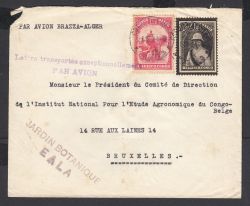 PAR AVION BRAZZA-ALGER
Lettre transportée exceptionnellement
PAR AVION
Monsieur le Président du Comité de Direction
de l'Institut National Pour l'Etude Agronomique du Congo-
Belge
14 RUE AUX LAINES 14
BRUXELLES.-
JARDIN BOTANIQUE
EALA